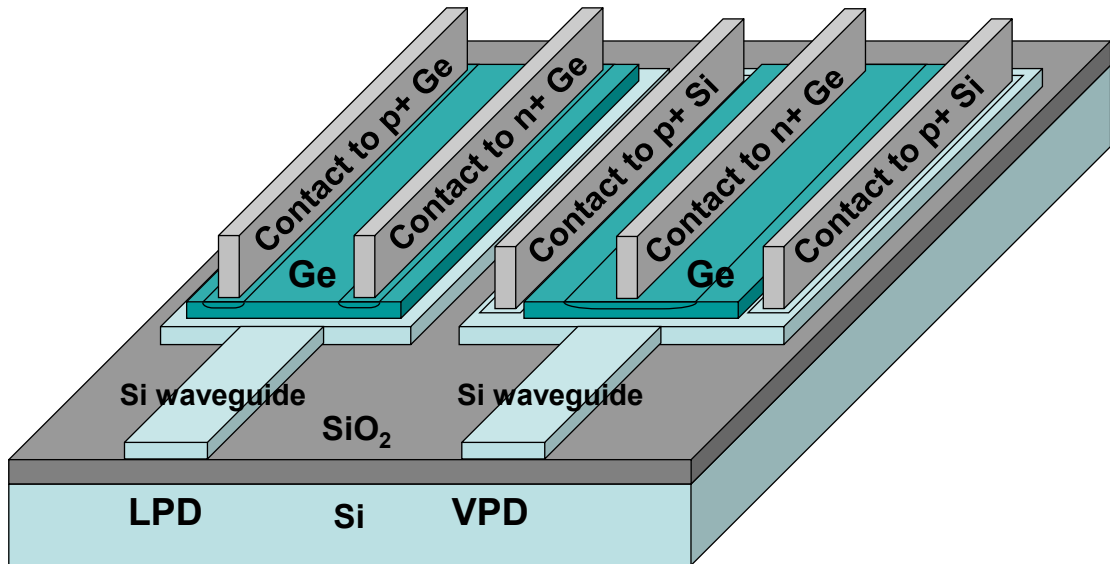 Contact to p+ Ge
Contact to n+ Ge
Contact to p+ Si
Contact to n+ Ge
Contact to p+ Si
Ge
Ge
Si waveguide
Si waveguide
SiO₂
LPD
Si
VPD